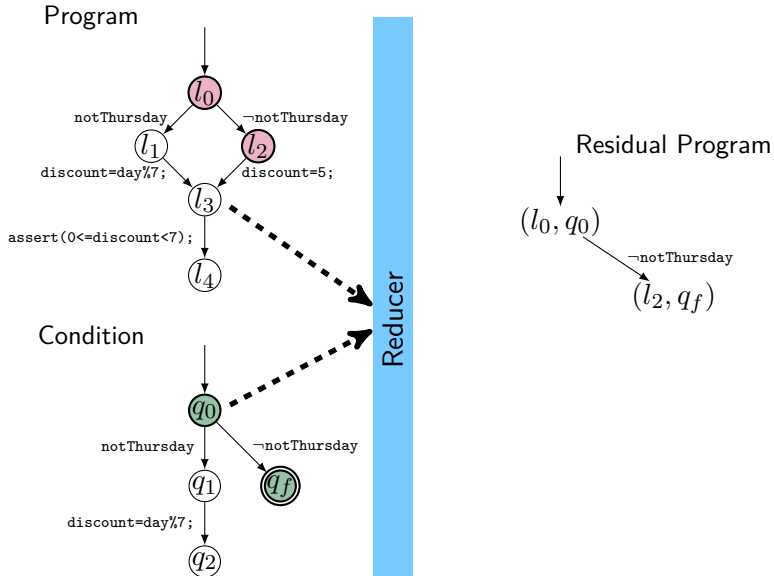 Program
l0
notThursday
¬notThursday
l1
l2
discount=day%7;
discount=5;
l3
assert(0<=discount<7);
l4
Condition
q0
notThursday
¬notThursday
q1
qf
discount=day%7;
q2
Reducer
Residual Program
(l0, q0)
¬notThursday
(l2, qf)